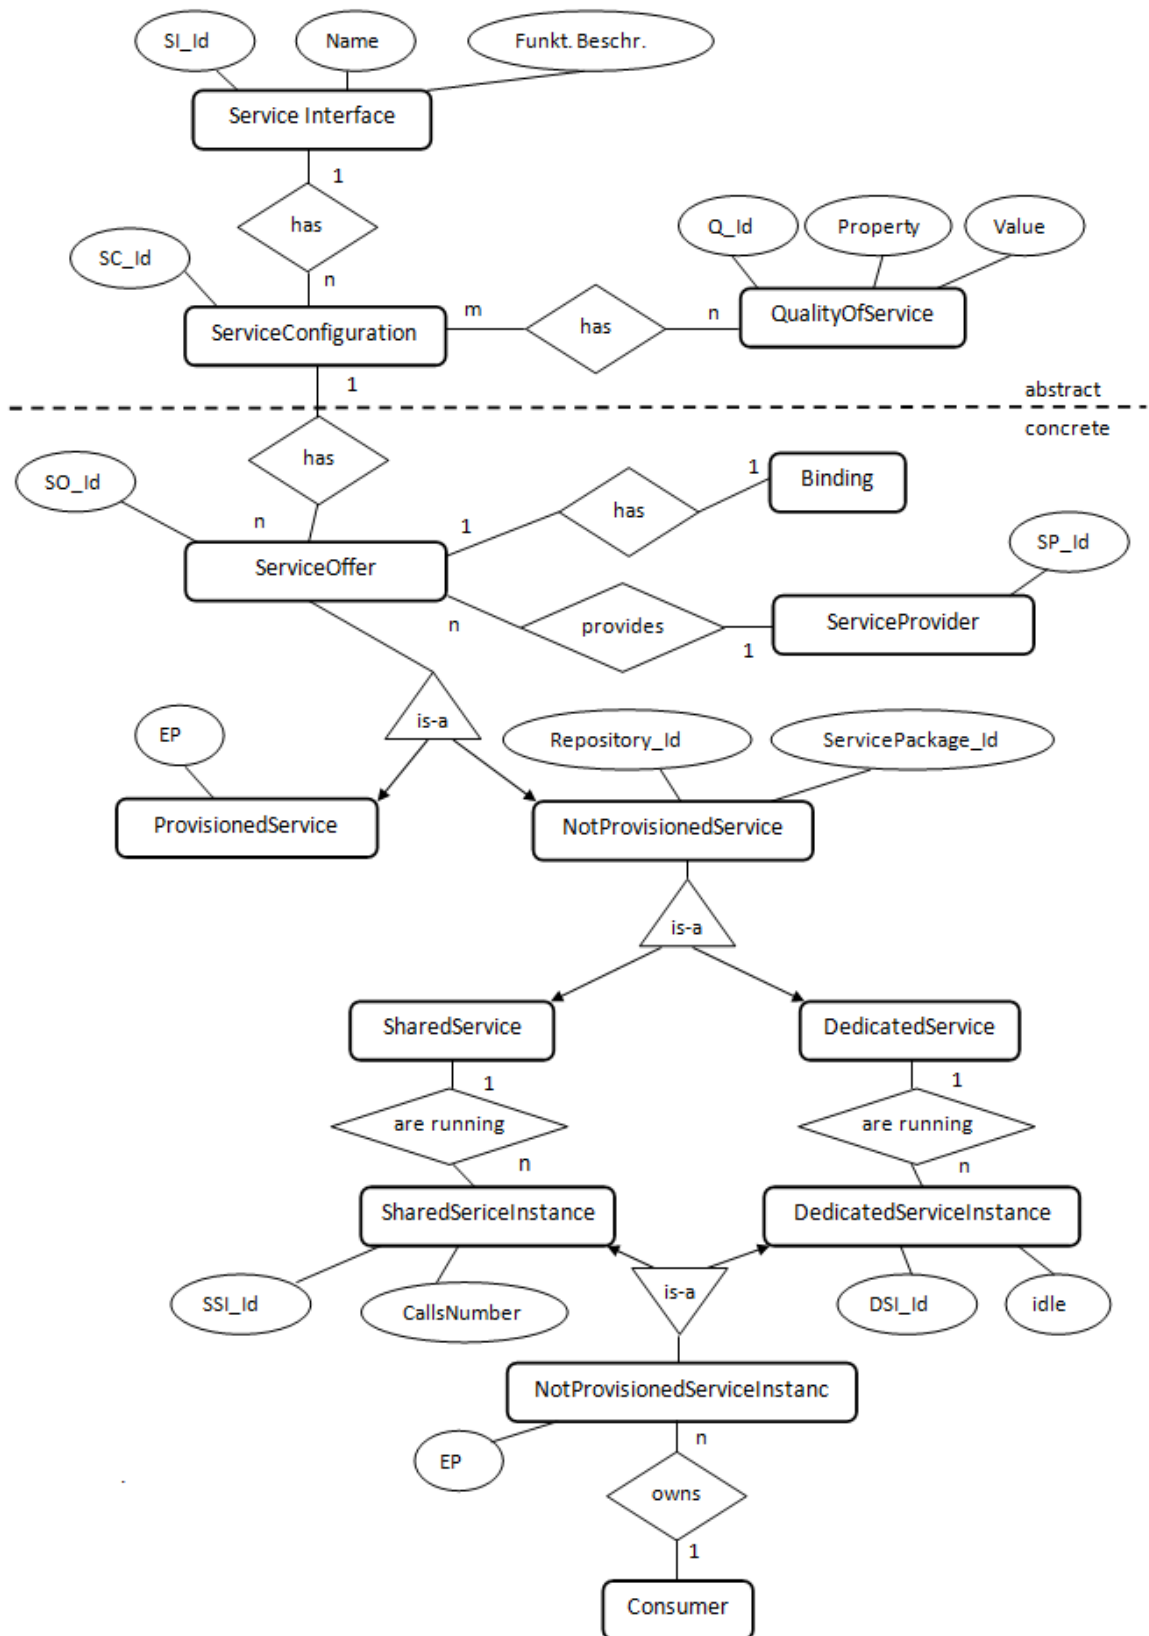 SI_Id
Name
Funkt. Beschr.
Service Interface
1
has
n
SC_Id
ServiceConfiguration
m
has
n
Q_Id
Property
Value
QualityOfService
1
abstract
concrete
has
n
SO_Id
ServiceOffer
1
has
1
Binding
n
provides
1
SP_Id
ServiceProvider
is-a
EP
ProvisionedService
Repository_Id
ServicePackage_Id
NotProvisionedService
is-a
SharedService
DedicatedService
1
1
are running
are running
n
n
SharedSericeInstance
DedicatedServiceInstance
SSI_Id
CallsNumber
is-a
DSI_Id
idle
NotProvisionedServiceInstanc
EP
n
owns
1
Consumer